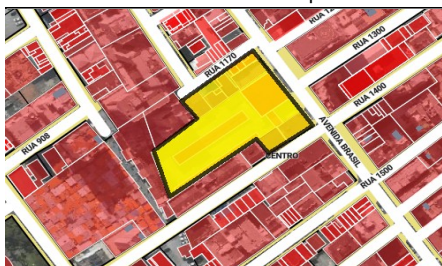 RUA 1300
RUA 1170
RUA 1400
AVENIDA BRASIL
RUA 908
CENTRO
RUA 1500